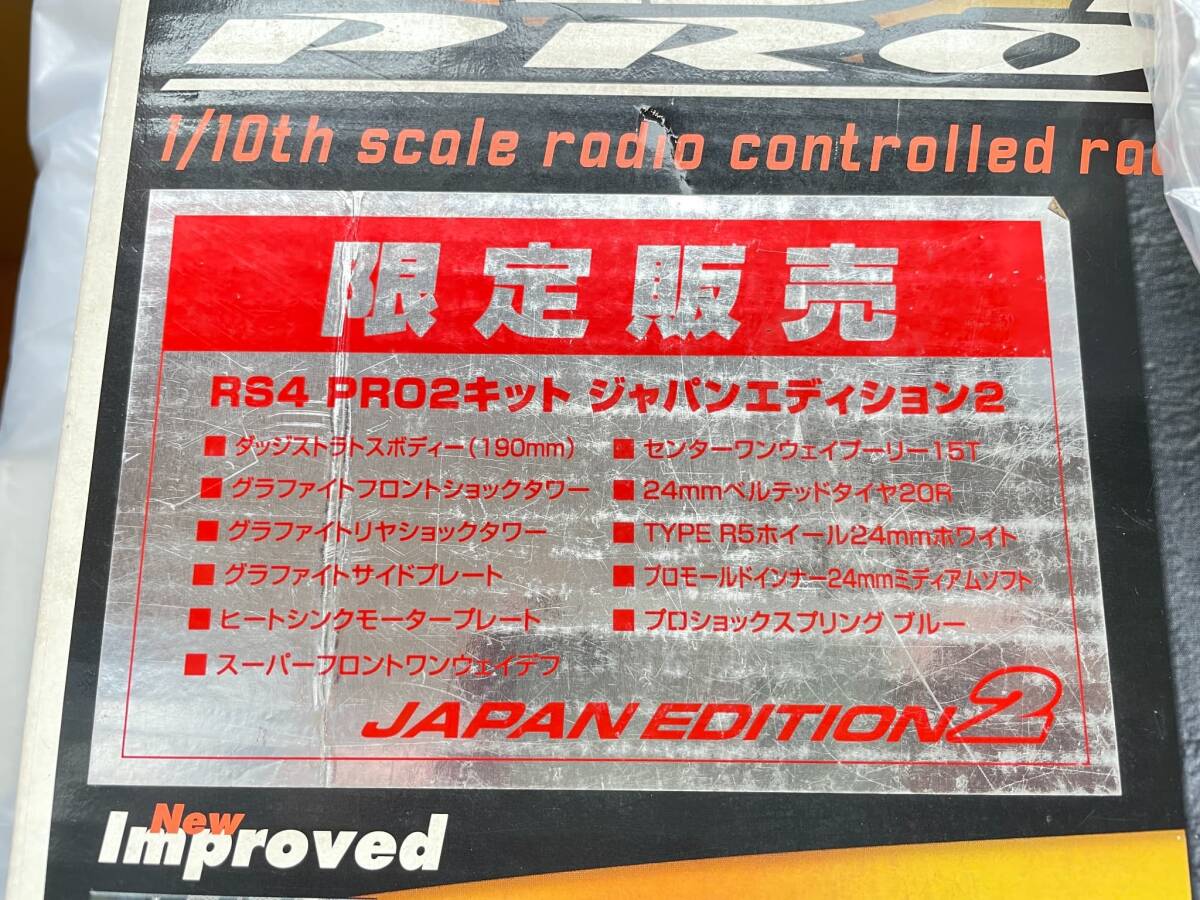 PRO
1/10th scale radio controlled rac
限定販売
RS4 PRO2キット ジャパンエディション2
■ ダッジストラトスボディー(190mm)
■ グラファイトフロントショックタワー
■ グラファイトリヤショックタワー
■ グラファイトサイドプレート
■ ヒートシンクモータープレート
■ スーパーフロントワンウェイデフ
■ センターワンウェイプーリー15T
■ 24mmベルテッドタイヤ20R
■ TYPE R5ホイール24mmホワイト
■ プロモールドインナー24mmミディアムソフト
■ プロショックスプリング ブルー
JAPAN EDITION2
New
Improved